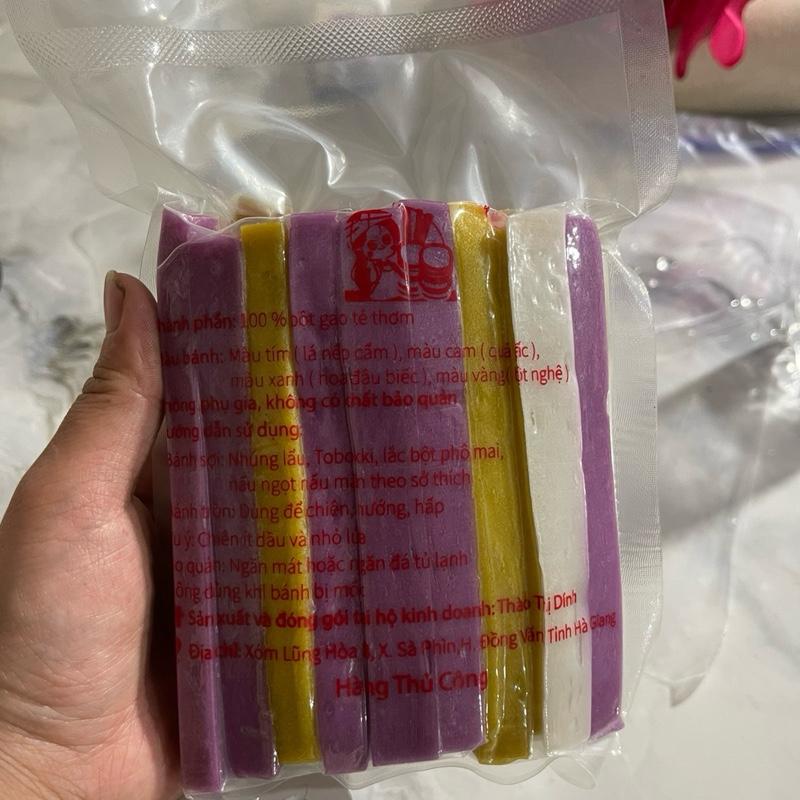 hành phần: 100 % bột gạo tẻ thơm
bánh: Màu tím ( lá nếp cẩm ), màu cam ( quả gấc ),
màu xanh ( hoa đậu biếc ), màu vàng( ột nghệ )
hông phụ gia, không có chất bảo quản
ướng dẫn sử dụng:
Bánh sợi: Nhúng lẩu, Tobokki, lắc bột phô mai,
nấu ngọt nấu mặn theo sở thích
ánh tròn: Dùng để chiên, nướng, hấp
u ý: Chiên ít dầu và nhỏ lửa
o quản: Ngăn mát hoặc ngăn đá tủ lạnh
ông dùng khi bánh bị mốc
Sản xuất và đóng gói tại hộ kinh doanh: Thào Thị Dính
Địa chỉ: Xóm Lũng Hòa X. Sà Phìn,H. Đồng Văn Tỉnh Hà Giang
Hàng Thủ Công